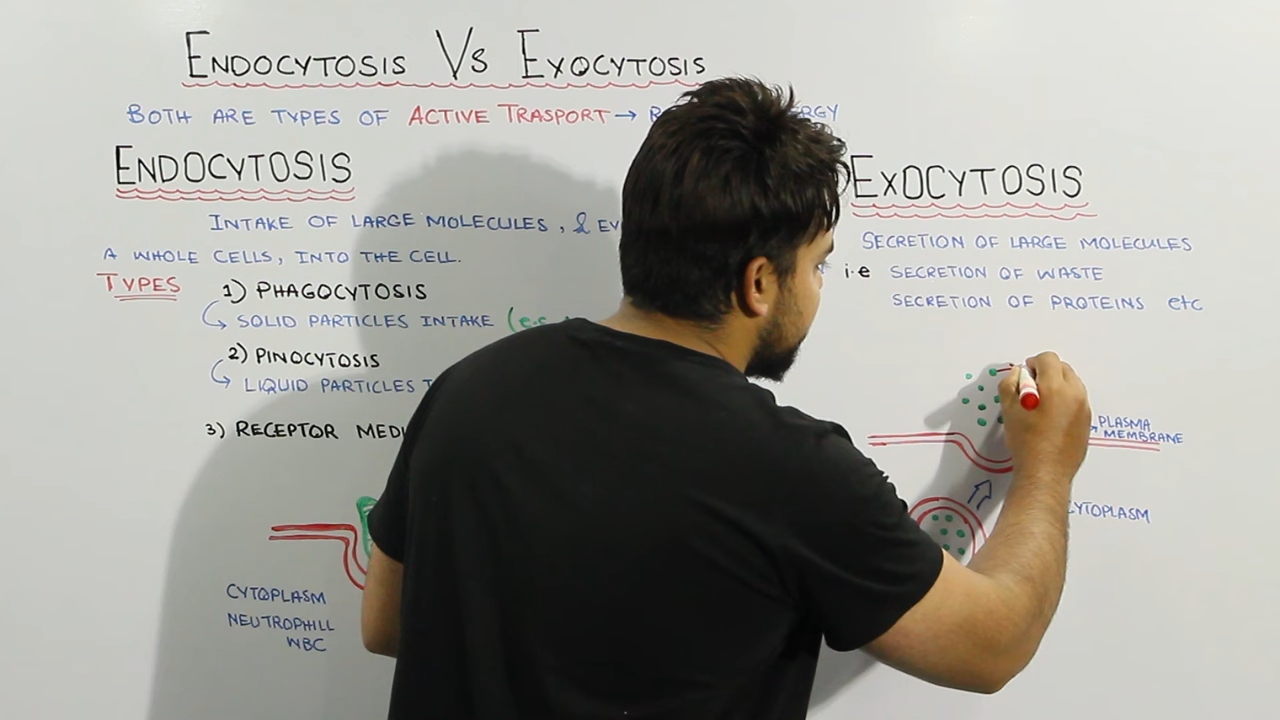 ENDOCYTOSIS VS EXOCYTOSIS
BOTH ARE TYPES OF ACTIVE TRASPORT →
ENDOCYTOSIS
INTAKE OF LARGE MOLECULES, &
A WHOLE CELLS, INTO THE CELL.
TYPES
1) PHAGOCYTOSIS
SOLID PARTICLES INTAKE
2) PINOCYTOSIS
LIQUID PARTICLES
3) RECEPTOR
CYTOPLASM
NEUTROPHILL
WBC
EXOCYTOSIS
SECRETION OF LARGE MOLECULES
i.e SECRETION OF WASTE
SECRETION OF PROTEINS etc
PLASMA
MEMBRANE
CYTOPLASM